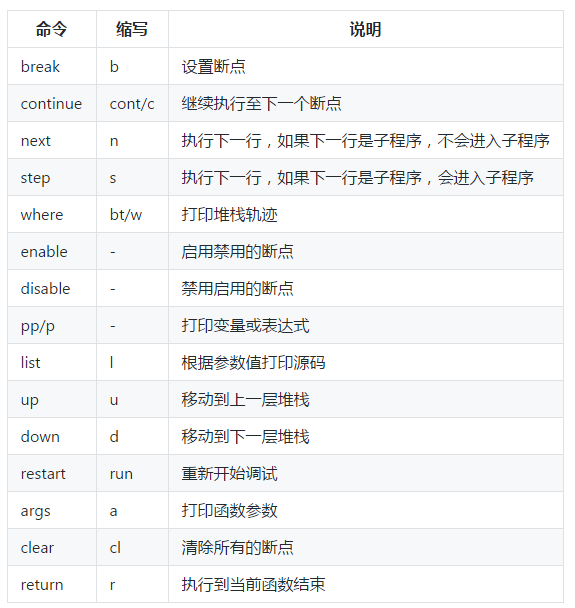 命令 缩写 说明
break b 设置断点
continue cont/c 继续执行至下一个断点
next n 执行下一行，如果下一行是子程序，不会进入子程序
step s 执行下一行，如果下一行是子程序，会进入子程序
where bt/w 打印堆栈轨迹
enable - 启用禁用的断点
disable - 禁用启用的断点
pp/p - 打印变量或表达式
list l 根据参数值打印源码
up u 移动到上一层堆栈
down d 移动到下一层堆栈
restart run 重新开始调试
args a 打印函数参数
clear cl 清除所有的断点
return r 执行到当前函数结束